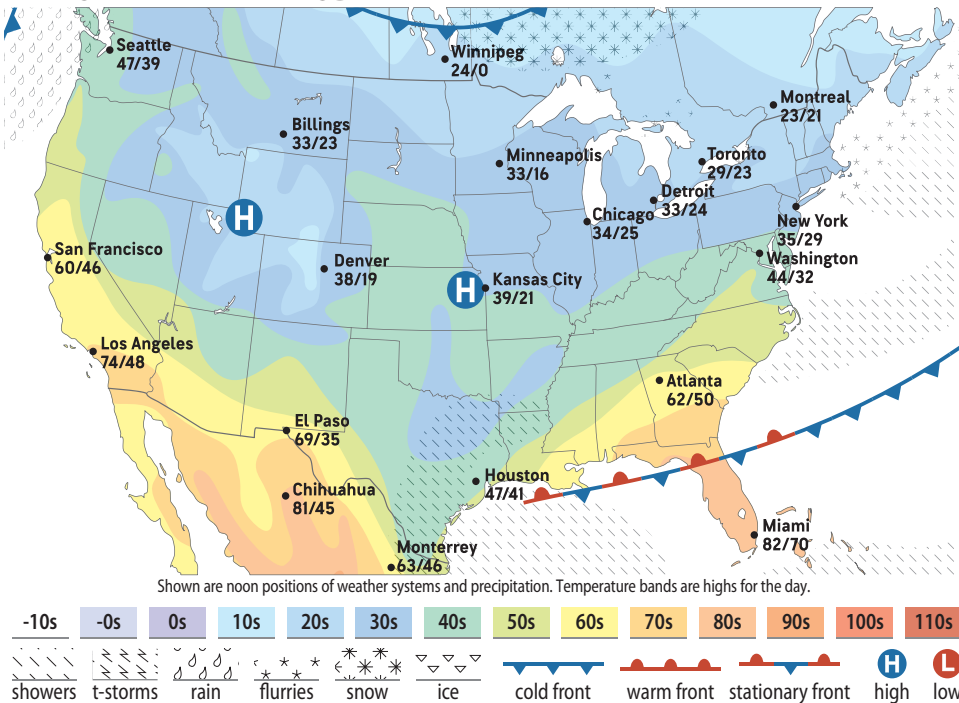 Seattle
47/39
Winnipeg
24/0
Montreal
23/21
Billings
33/23
Minneapolis
33/16
Toronto
29/23
Detroit
33/24
Chicago
34/25
New York
35/29
San Francisco
60/46
Denver
38/19
H
H
Kansas City
39/21
Washington
44/32
Los Angeles
74/48
Atlanta
62/50
El Paso
69/35
Chihuahua
81/45
Houston
47/41
Miami
82/70
Monterrey
63/46
Shown are noon positions of weather systems and precipitation. Temperature bands are highs for the day.
-10s -0s 0s 10s 20s 30s 40s 50s 60s 70s 80s 90s 100s 110s
H L
showers t-storms rain flurries snow ice cold front warm front stationary front high low